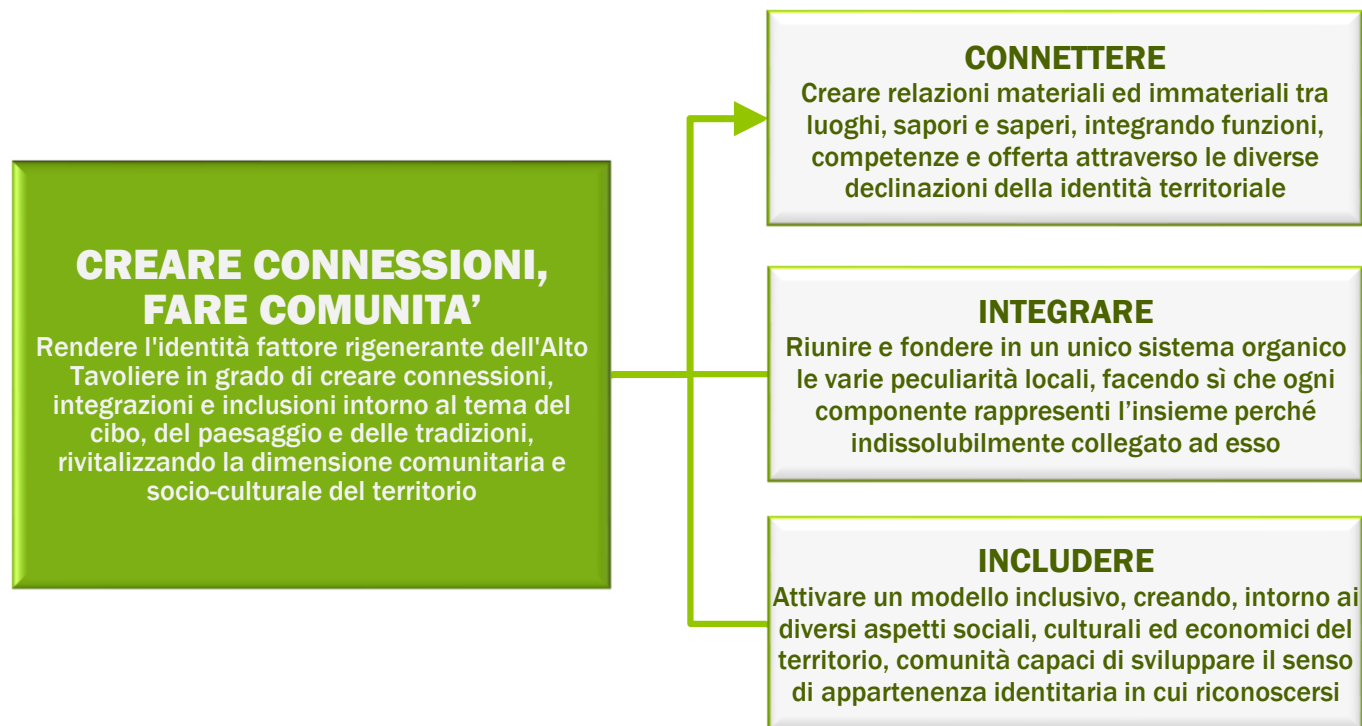 CREARE CONNESSIONI,
FARE COMUNITA’
Rendere l'identità fattore rigenerante dell'Alto
Tavoliere in grado di creare connessioni,
integrazioni e inclusioni intorno al tema del
cibo, del paesaggio e delle tradizioni,
rivitalizzando la dimensione comunitaria e
socio-culturale del territorio
CONNETTERE
Creare relazioni materiali ed immateriali tra
luoghi, sapori e saperi, integrando funzioni,
competenze e offerta attraverso le diverse
declinazioni della identità territoriale
INTEGRARE
Riunire e fondere in un unico sistema organico
le varie peculiarità locali, facendo sì che ogni
componente rappresenti l’insieme perché
indissolubilmente collegato ad esso
INCLUDERE
Attivare un modello inclusivo, creando, intorno ai
diversi aspetti sociali, culturali ed economici del
territorio, comunità capaci di sviluppare il senso
di appartenenza identitaria in cui riconoscersi